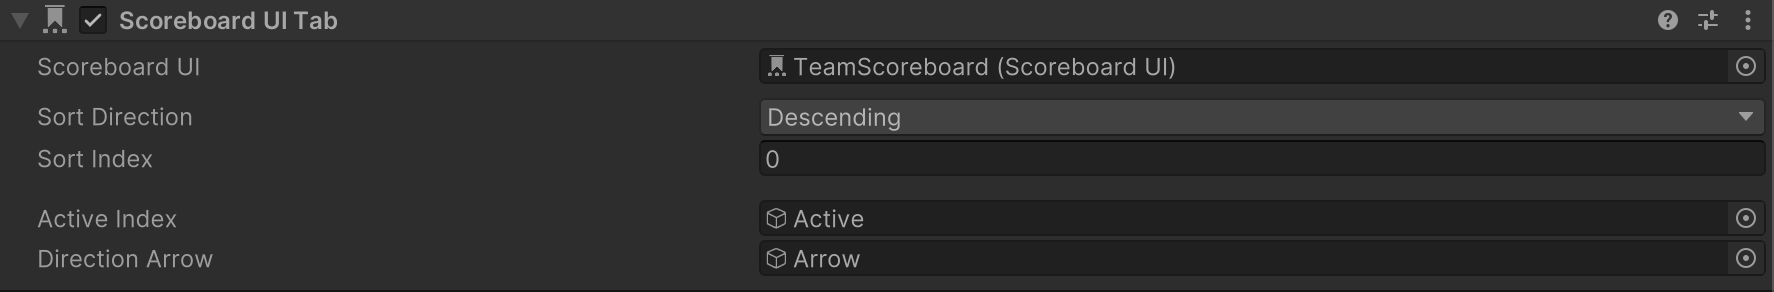 Scoreboard UI Tab
Scoreboard UI TeamScoreboard (Scoreboard UI)
Sort Direction Descending
Sort Index 0
Active Index Active
Direction Arrow Arrow